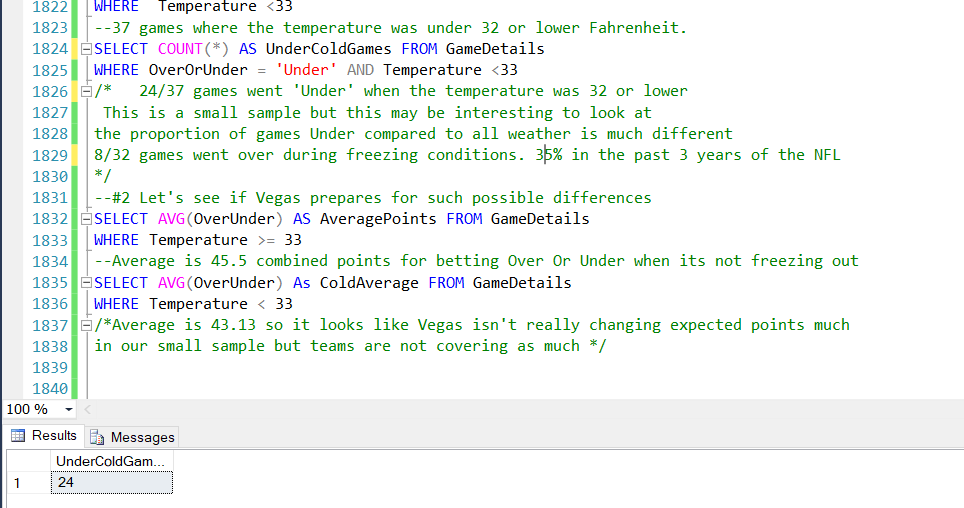 1822 WHERE  Temperature <33
1823 --37 games where the temperature was under 32 or lower Fahrenheit.
1824 SELECT COUNT(*) AS UnderColdGames FROM GameDetails
1825 WHERE OverOrUnder = 'Under' AND Temperature <33
1826 /*   24/37 games went 'Under' when the temperature was 32 or lower
1827  This is a small sample but this may be interesting to look at
1828 the proportion of games Under compared to all weather is much different
1829 8/32 games went over during freezing conditions. 35% in the past 3 years of the NFL
1830 */
1831 --#2 Let's see if Vegas prepares for such possible differences
1832 SELECT AVG(OverUnder) AS AveragePoints FROM GameDetails
1833 WHERE Temperature >= 33
1834 --Average is 45.5 combined points for betting Over Or Under when its not freezing out
1835 SELECT AVG(OverUnder) As ColdAverage FROM GameDetails
1836 WHERE Temperature < 33
1837 /*Average is 43.13 so it looks like Vegas isn't really changing expected points much
1838 in our small sample but teams are not covering as much */
1839
1840
100 %
Results Messages
UnderColdGam...
1 24